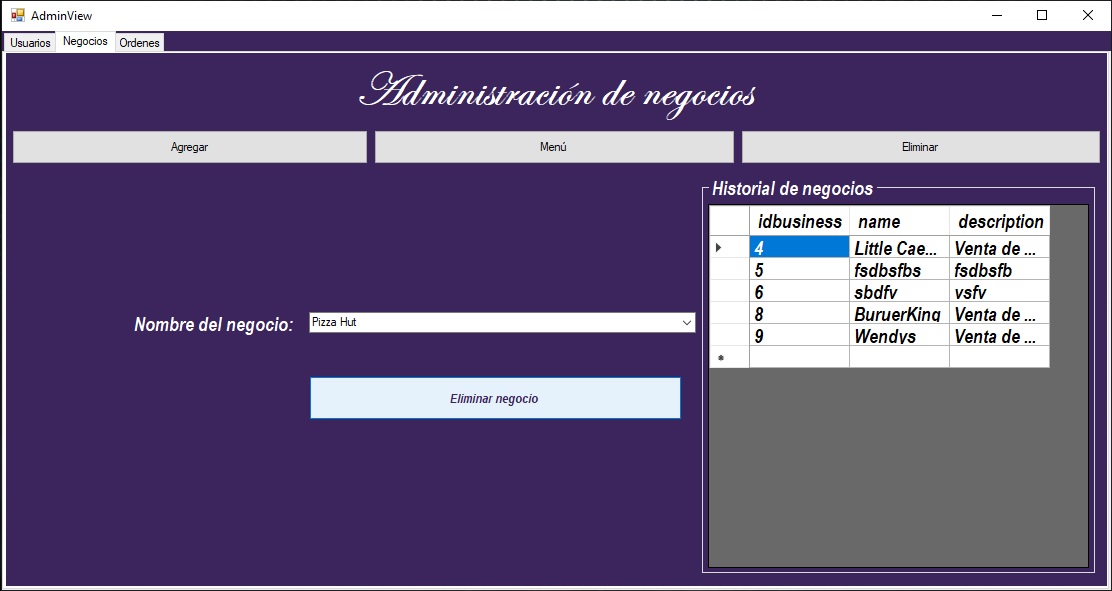 AdminView
Usuarios Negocios Ordenes
Administración de negocios
Agregar Menú Eliminar
Historial de negocios
idbusiness name description
4 Little Cae... Venta de ...
5 fsdbsfbs fsdbsfb
6 sbdfv vsfv
8 BuruerKing Venta de ...
9 Wendys Venta de ...
Nombre del negocio: Pizza Hut
Eliminar negocio